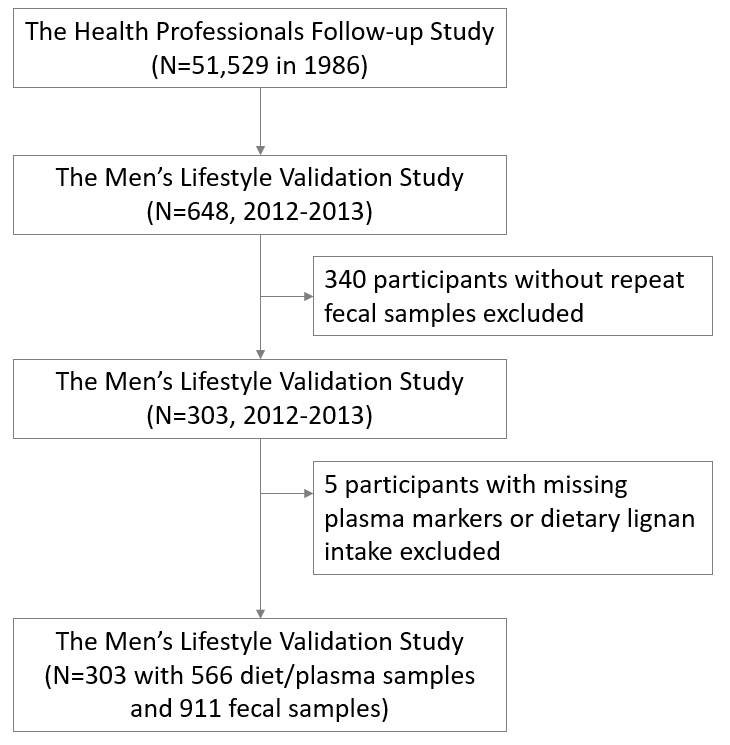 The Health Professionals Follow-up Study
(N=51,529 in 1986)
The Men’s Lifestyle Validation Study
(N=648, 2012-2013)
340 participants without repeat
fecal samples excluded
The Men’s Lifestyle Validation Study
(N=303, 2012-2013)
5 participants with missing
plasma markers or dietary lignan
intake excluded
The Men’s Lifestyle Validation Study
(N=303 with 566 diet/plasma samples
and 911 fecal samples)